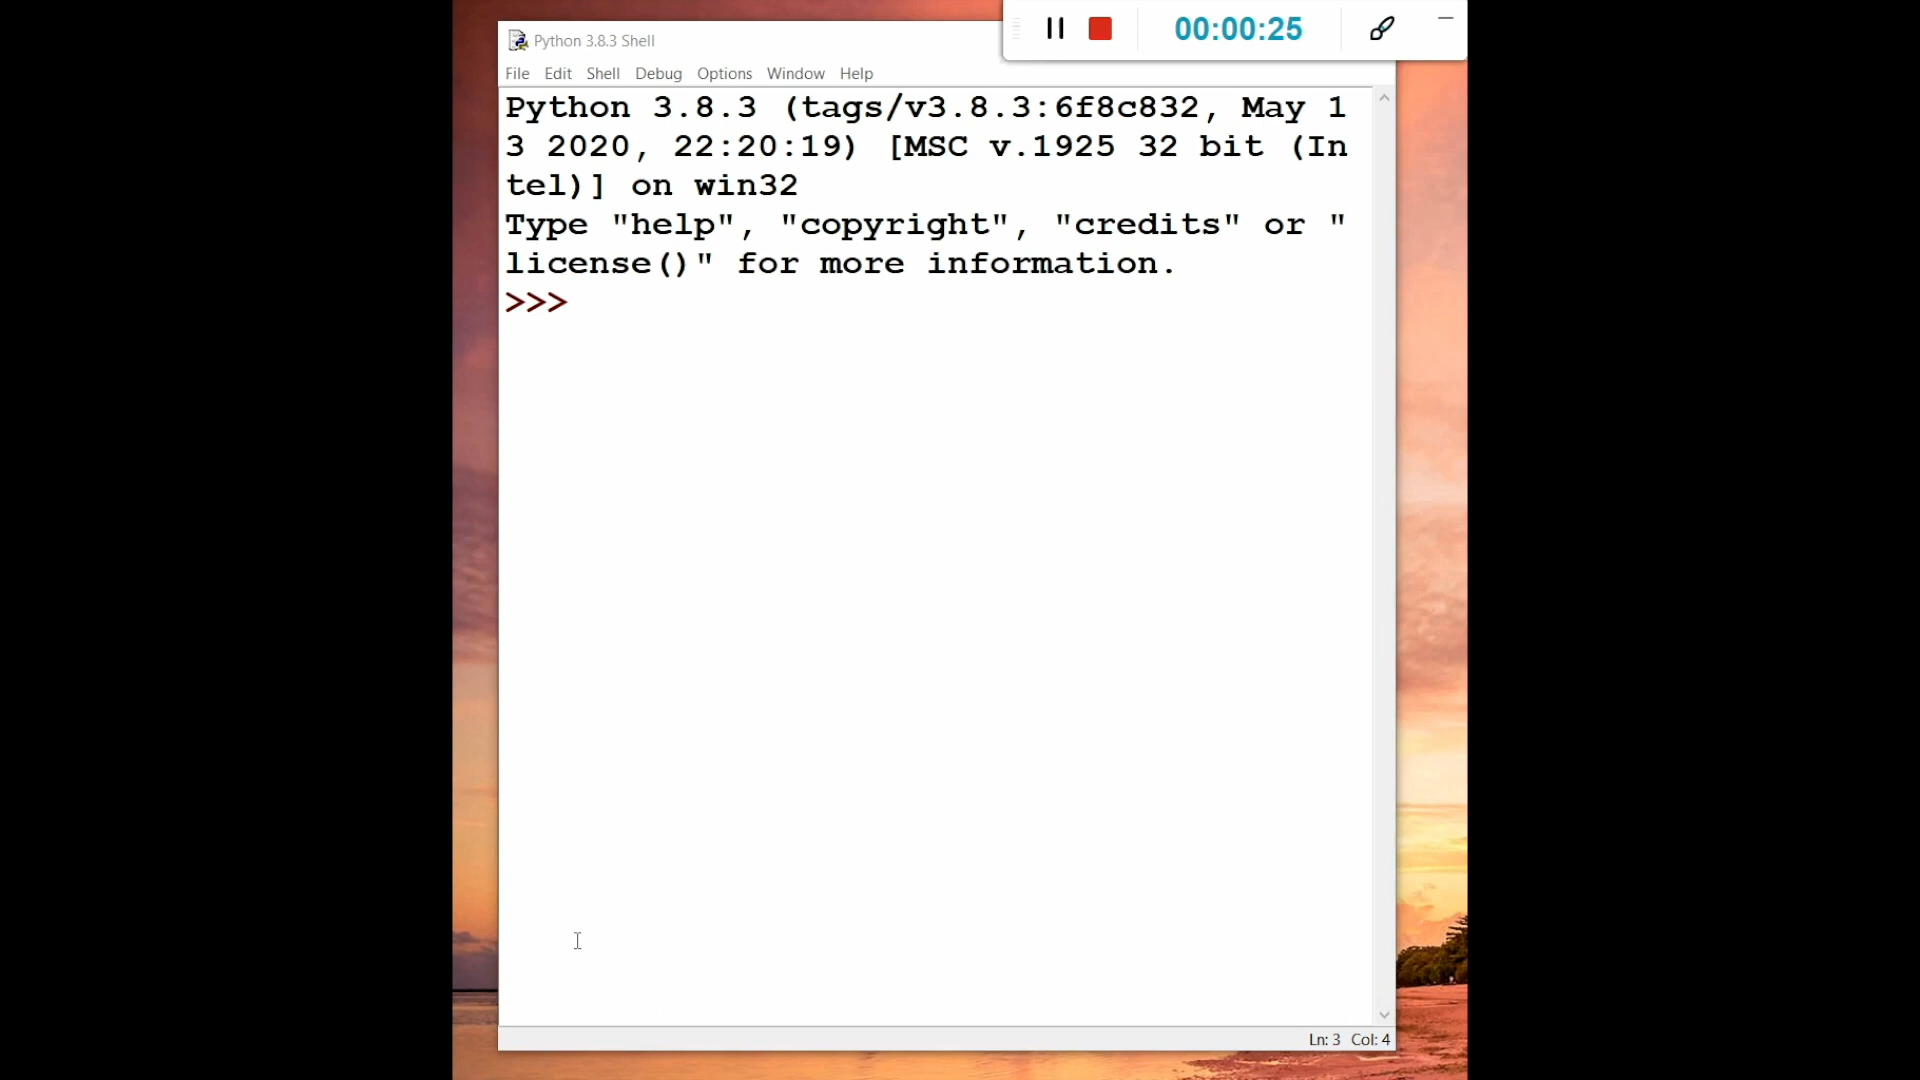 00:00:25
Python 3.8.3 Shell
File Edit Shell Debug Options Window Help
Python 3.8.3 (tags/v3.8.3:6f8c832, May 1
3 2020, 22:20:19) [MSC v.1925 32 bit (In
tel)] on win32
Type "help", "copyright", "credits" or "
license()" for more information.
>>>
Ln: 3 Col: 4